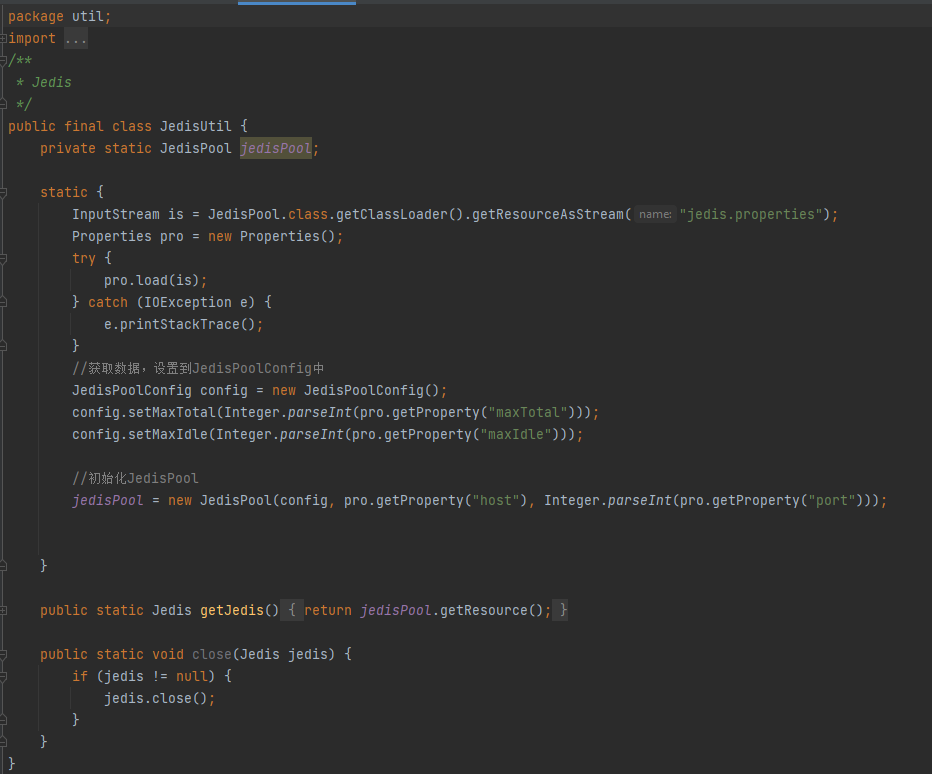 package util;
import ...
/**
 * Jedis
 */
public final class JedisUtil {
    private static JedisPool jedisPool;

    static {
        InputStream is = JedisPool.class.getClassLoader().getResourceAsStream( name: "jedis.properties");
        Properties pro = new Properties();
        try {
            pro.load(is);
        } catch (IOException e) {
            e.printStackTrace();
        }
        //获取数据，设置到JedisPoolConfig中
        JedisPoolConfig config = new JedisPoolConfig();
        config.setMaxTotal(Integer.parseInt(pro.getProperty("maxTotal")));
        config.setMaxIdle(Integer.parseInt(pro.getProperty("maxIdle")));

        //初始化JedisPool
        jedisPool = new JedisPool(config, pro.getProperty("host"), Integer.parseInt(pro.getProperty("port")));


    }

    public static Jedis getJedis() { return jedisPool.getResource(); }

    public static void close(Jedis jedis) {
        if (jedis != null) {
            jedis.close();
        }
    }
}